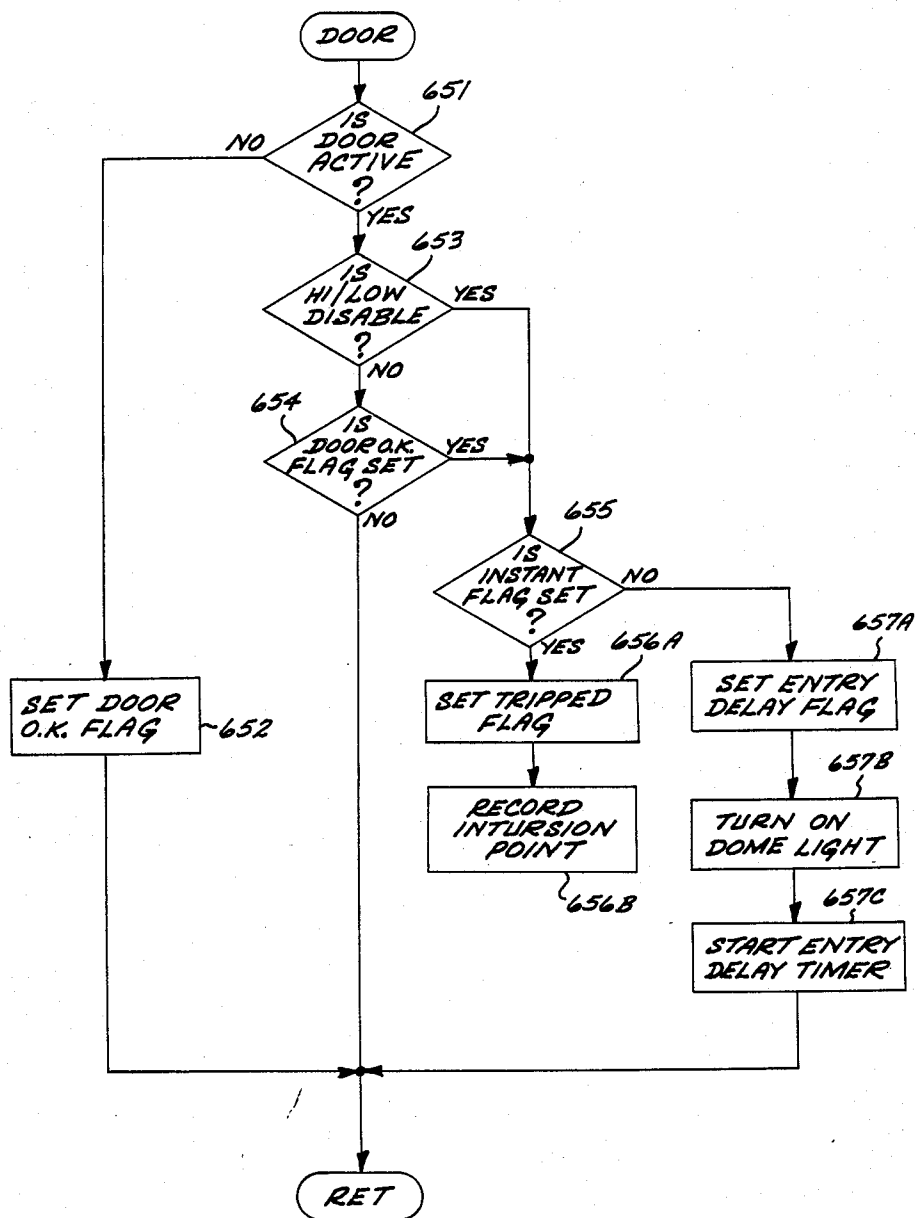 DOOR
651
IS
DOOR
ACTIVE
?
NO
YES
653
IS
HI/LOW
DISABLE
?
YES
NO
654
IS
DOOR O.K.
FLAG SET
?
YES
NO
655
IS
INSTANT
FLAG SET
?
NO
YES
656A
657A
SET DOOR
O.K. FLAG
652
SET TRIPPED
FLAG
SET ENTRY
DELAY FLAG
657B
RECORD
INTURSION
POINT
656B
TURN ON
DOME LIGHT
657C
START ENTRY
DELAY TIMER
RET